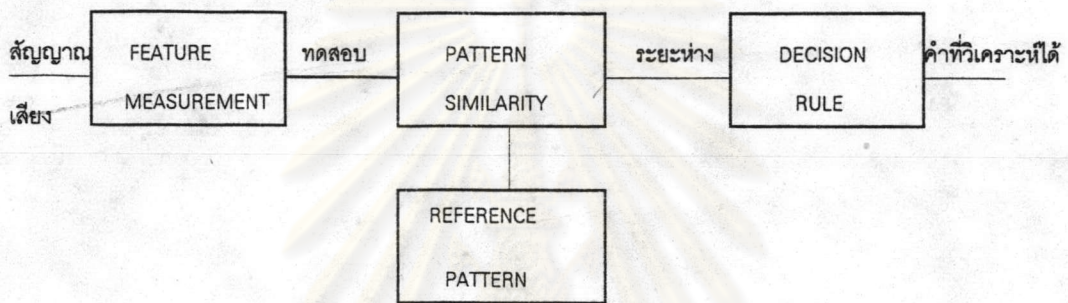 สัญญาณ
เสียง
FEATURE
MEASUREMENT
ทดสอบ
PATTERN
SIMILARITY
ระยะห่าง
DECISION
RULE
คำที่วิเคราะห์ได้
REFERENCE
PATTERN